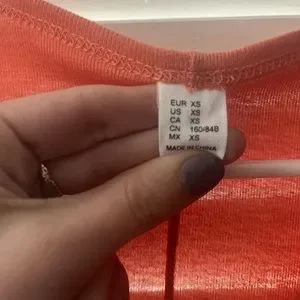 EUR XS
US XS
CA XS
CN 160/84B
MX XS
MADE IN CHINA